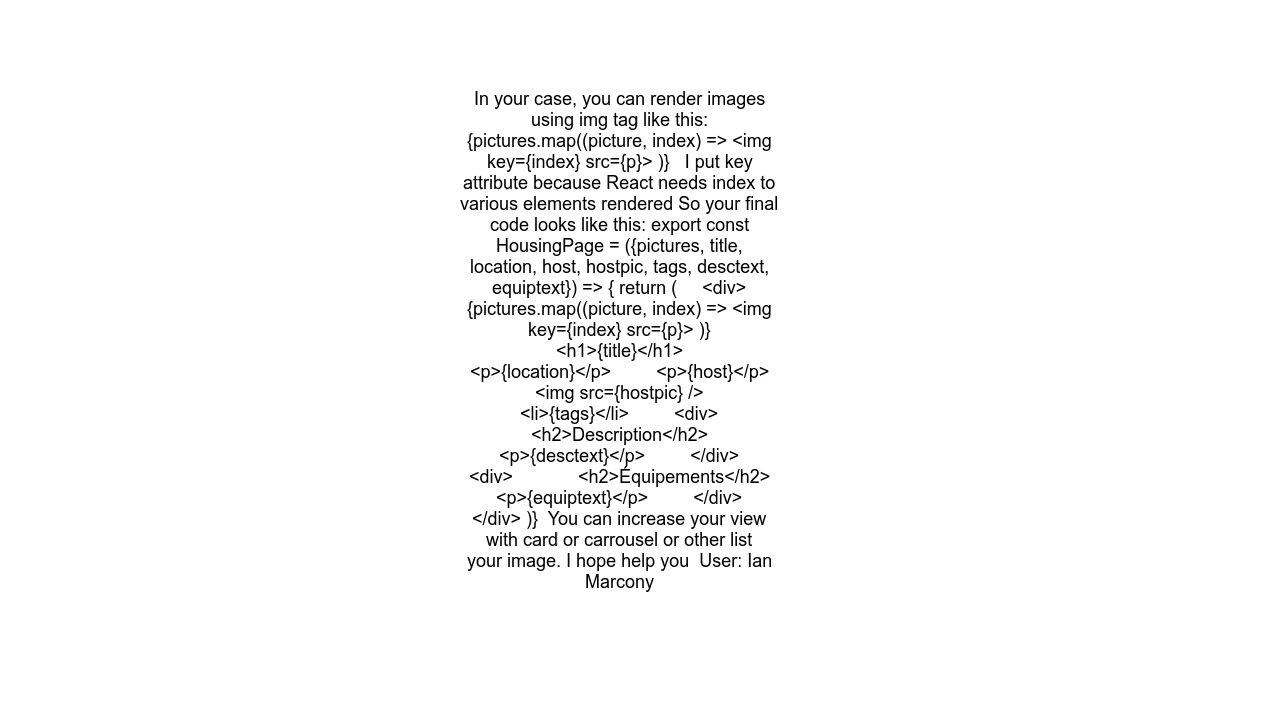 In your case, you can render images
using img tag like this:
{pictures.map((picture, index) => <img
key={index} src={p}> )}   I put key
attribute because React needs index to
various elements rendered So your final
code looks like this: export const
HousingPage = ({pictures, title,
location, host, hostpic, tags, desctext,
equiptext}) => { return (     <div>
{pictures.map((picture, index) => <img
key={index} src={p}> )}
<h1>{title}</h1>
<p>{location}</p>         <p>{host}</p>
<img src={hostpic} />
<li>{tags}</li>         <div>
<h2>Description</h2>
<p>{desctext}</p>         </div>
<div>             <h2>Équipements</h2>
<p>{equiptext}</p>         </div>
</div> )}  You can increase your view
with card or carrousel or other list
your image. I hope help you  User: Ian
Marcony